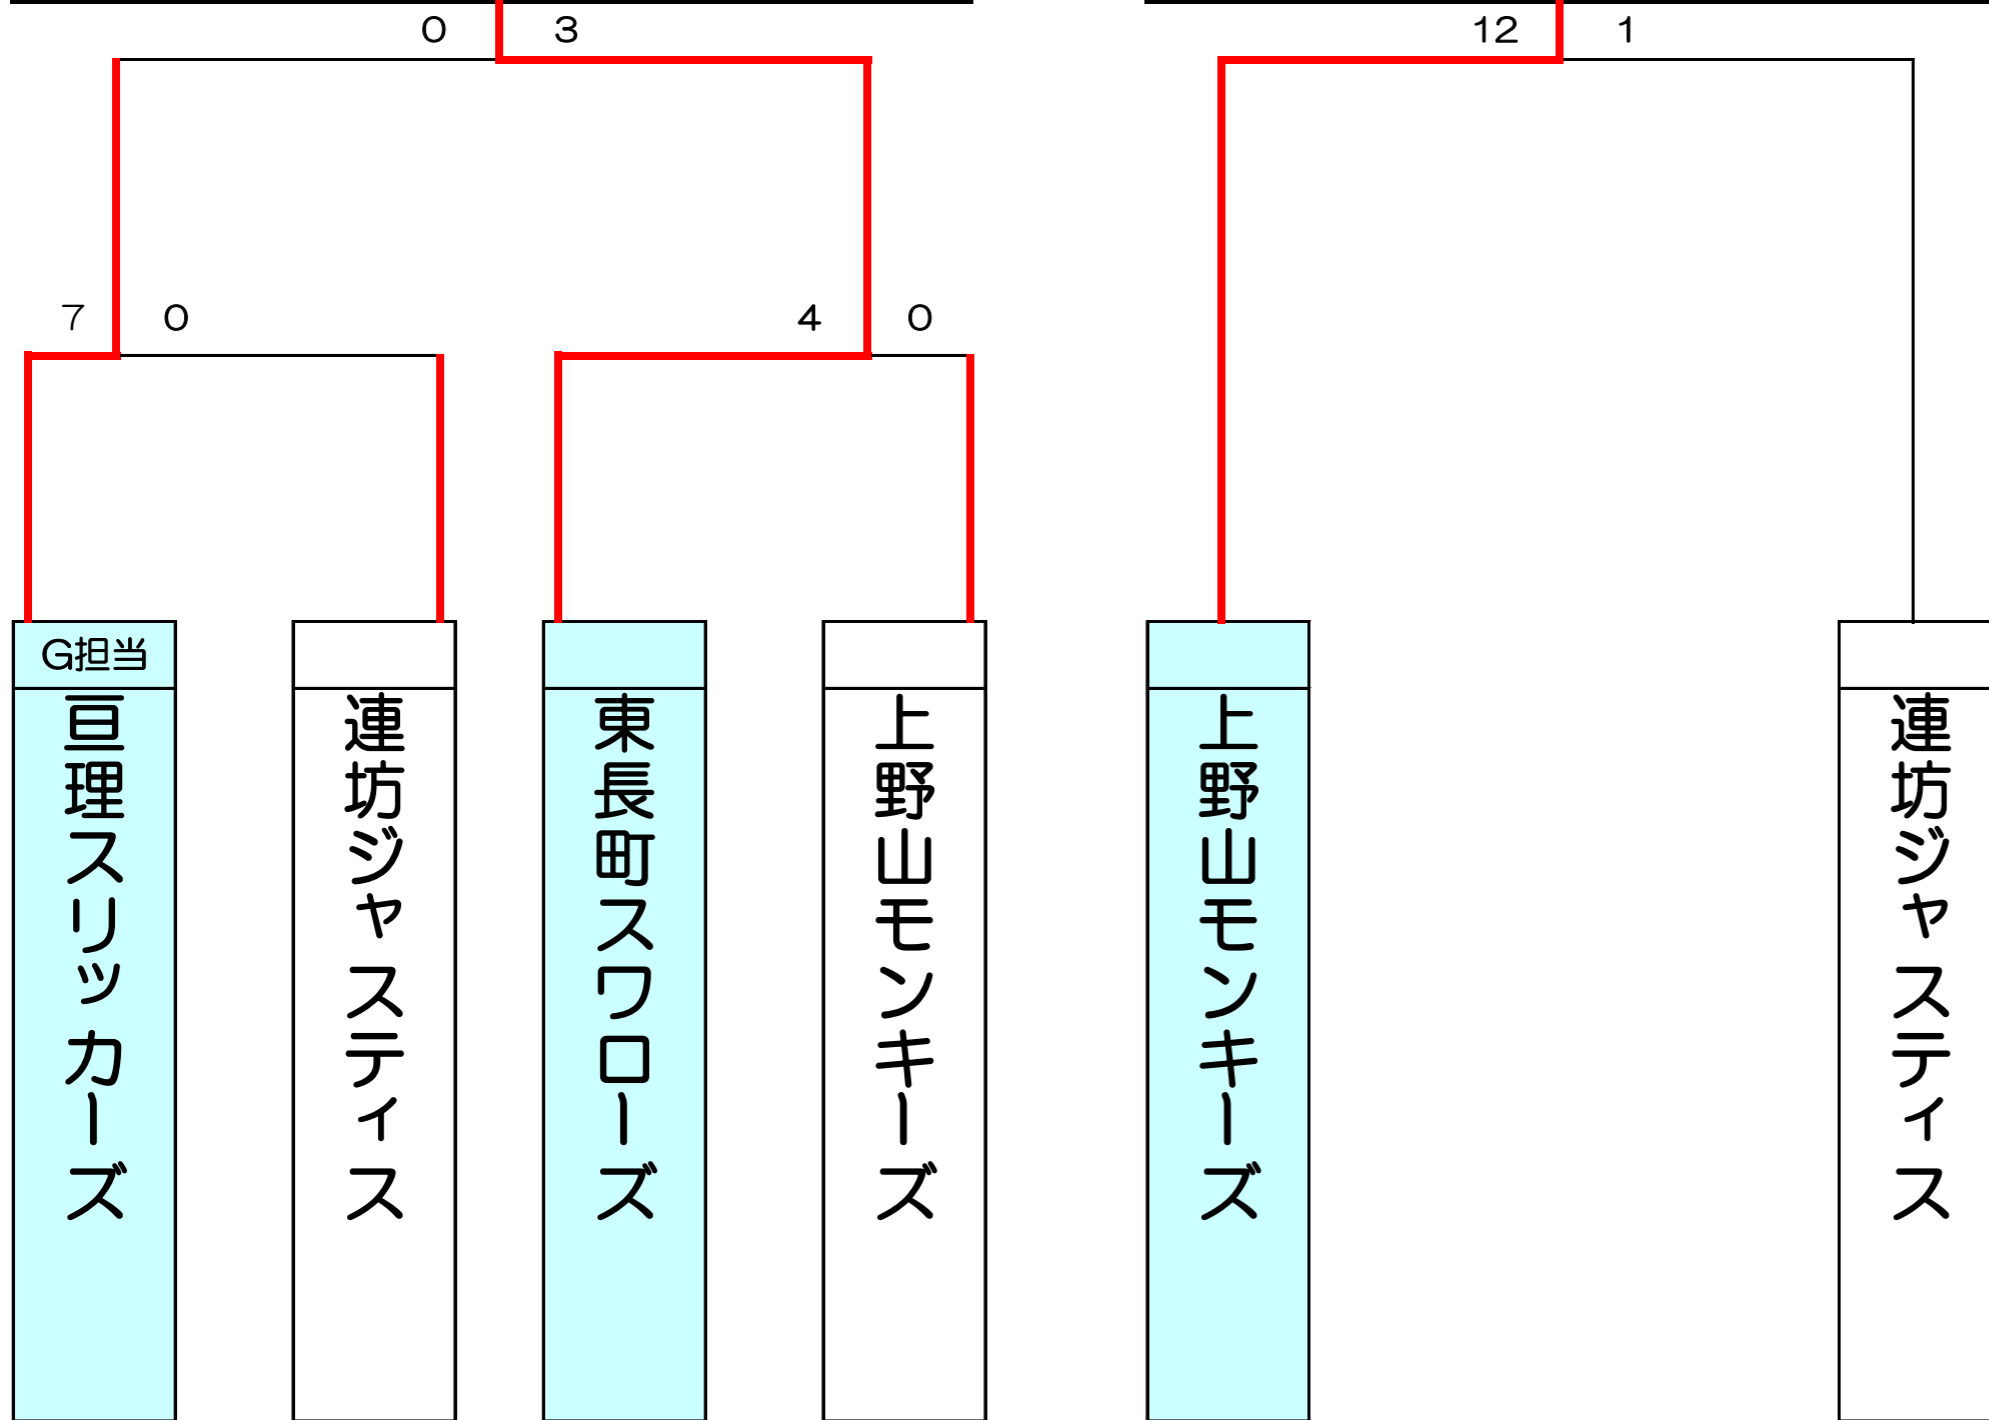 0 3
12 1
7 0
4 0
G担当
亘理スリッカーズ
連坊ジャスティス
東長町スワローズ
上野山モンキーズ
上野山モンキーズ
連坊ジャスティス